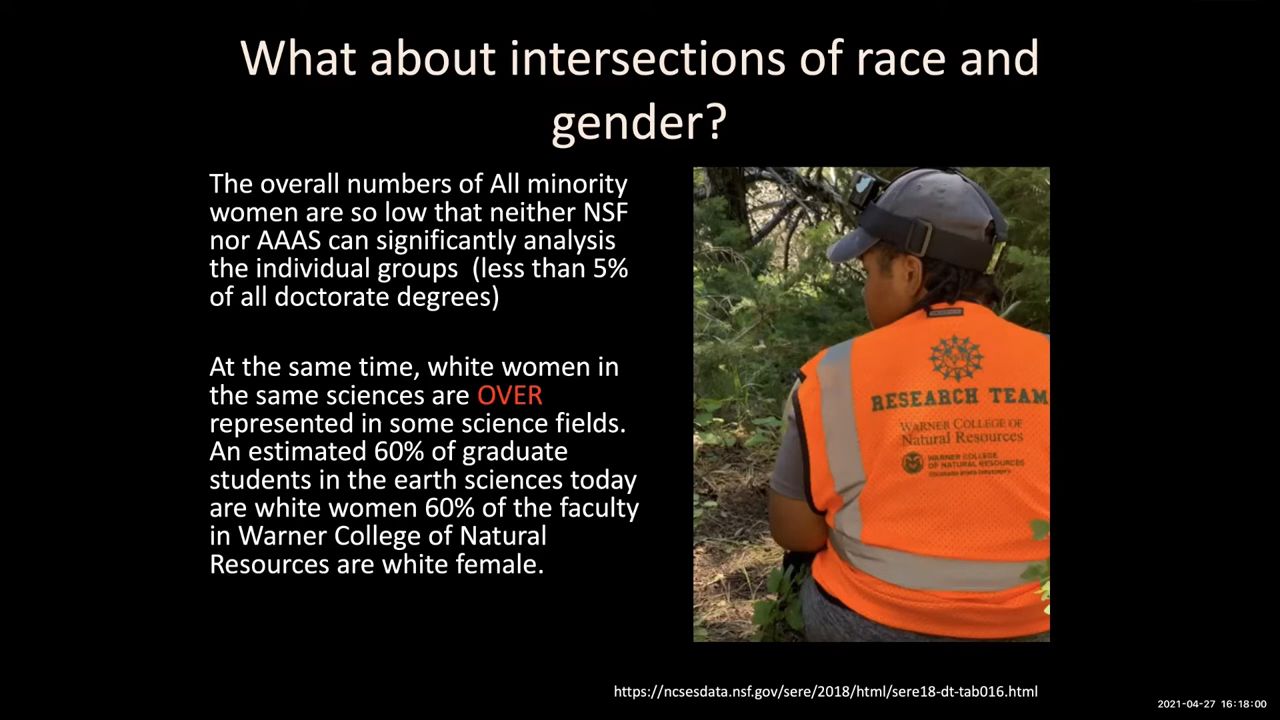 What about intersections of race and
gender?
The overall numbers of All minority
women are so low that neither NSF
nor AAAS can significantly analysis
the individual groups (less than 5%
of all doctorate degrees)
At the same time, white women in
the same sciences are OVER
represented in some science fields.
An estimated 60% of graduate
students in the earth sciences today
are white women 60% of the faculty
in Warner College of Natural
Resources are white female.
RESEARCH TEAM
WARNER COLLEGE OF
Natural Resources
WARNER COLLEGE
OF NATURAL RESOURCES
COLORADO STATE UNIVERSITY
https://ncsesdata.nsf.gov/sere/2018/html/sere18-dt-tab016.html
2021-04-27 16:18:00